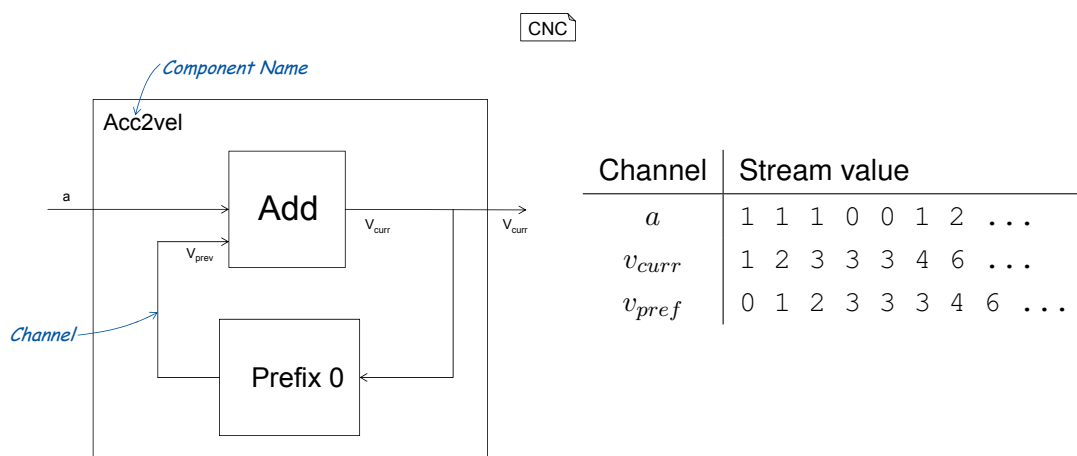 CNC
Component Name
Acc2vel
a
Add
V_curr
V_curr
V_prev
Channel
Prefix 0
Channel Stream value
a 1 1 1 0 0 1 2 ...
v_curr 1 2 3 3 3 4 6 ...
v_pref 0 1 2 3 3 3 4 6 ...